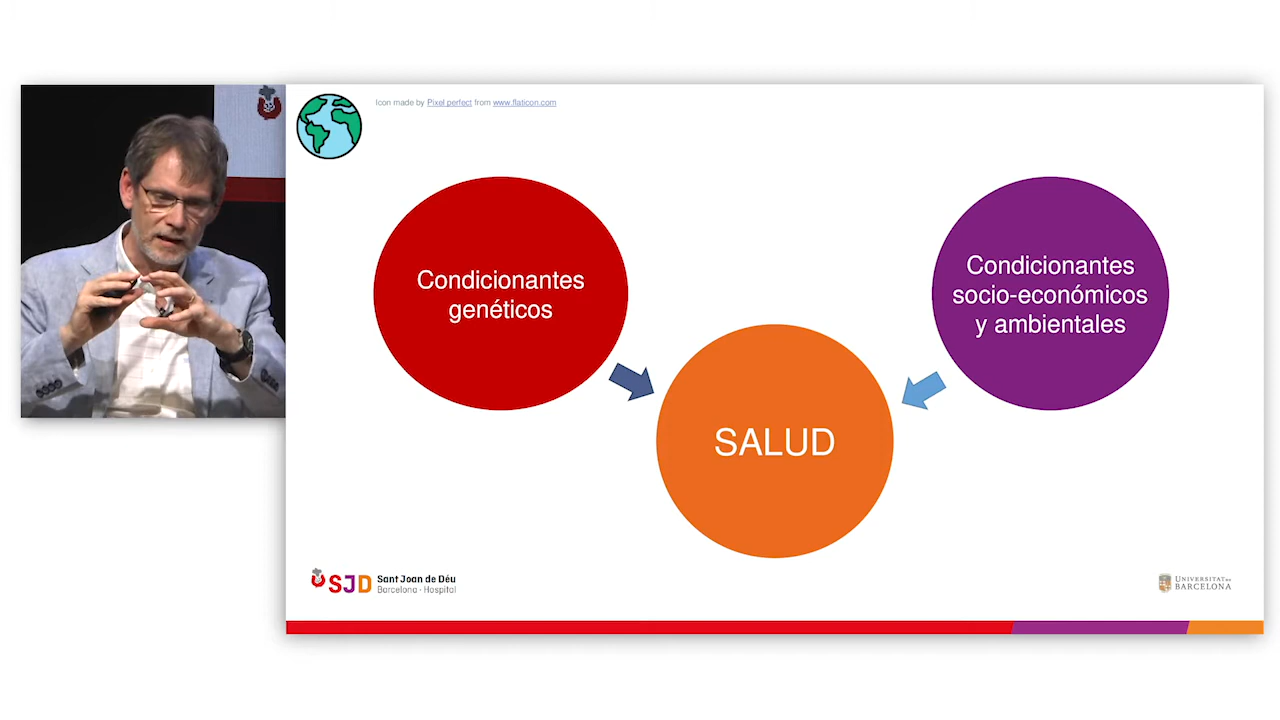 Icon made by Pixel perfect from www.flaticon.com
Condicionantes
genéticos
Condicionantes
socio-económicos
y ambientales
SALUD
SJD
Sant Joan de Déu
Barcelona · Hospital
UNIVERSITAT DE
BARCELONA